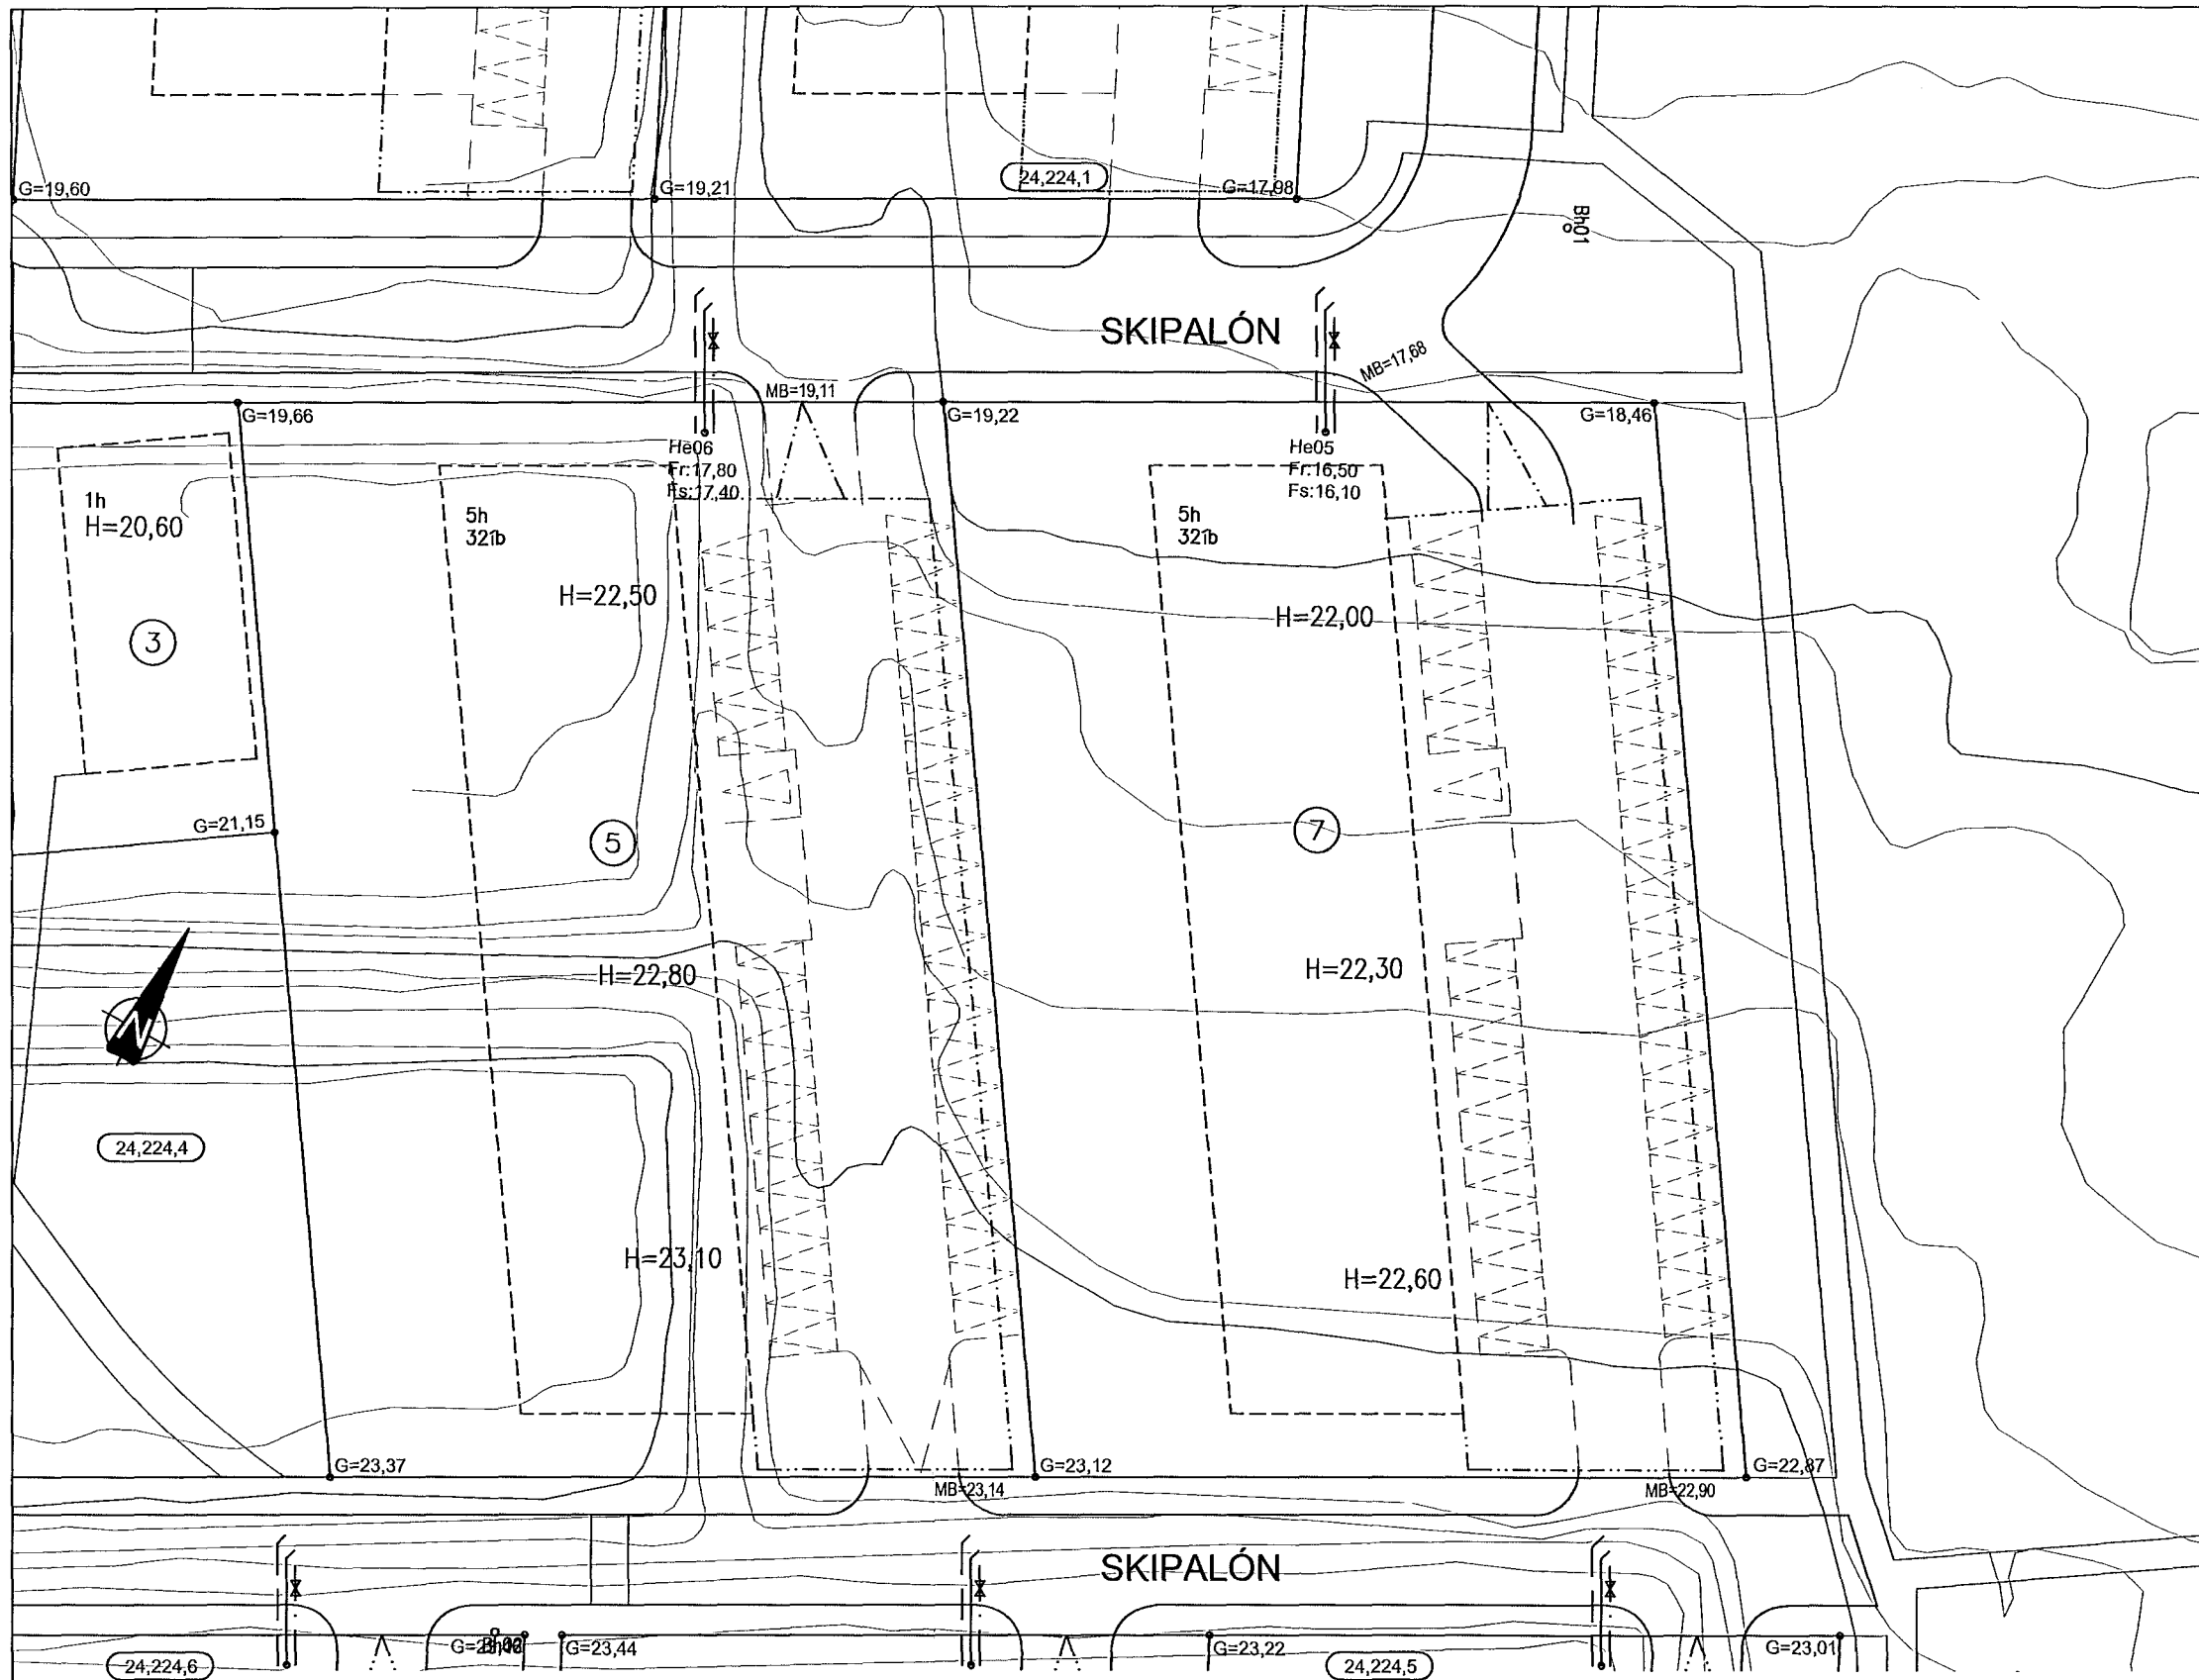 G=19,60
G=19,21
24,224,1
G=17,98
Bh01
SKIPALÓN
MB=17,68
MB=19,11
G=19,66
G=19,22
G=18,46
He06
Fr:17,80
Fs:17,40
He05
Fr:16,50
Fs:16,10
1h
H=20,60
5h
32íb
5h
32íb
H=22,50
H=22,00
3
G=21,15
5
7
H=22,80
H=22,30
N
24,224,4
H=23,10
H=22,60
G=23,37
G=23,12
G=22,87
MB=23,14
MB=22,90
SKIPALÓN
G=23,44
G=23,22
G=23,01
24,224,6
24,224,5